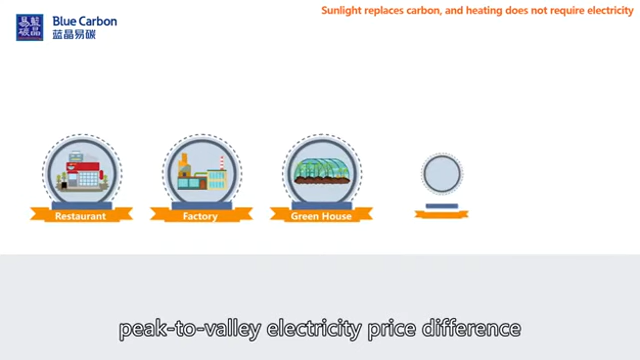 Sunlight replaces carbon, and heating does not require electricity
Blue Carbon
蓝晶易碳
易藍
碳晶
Restaurant
Factory
Green House
peak-to-valley electricity price difference